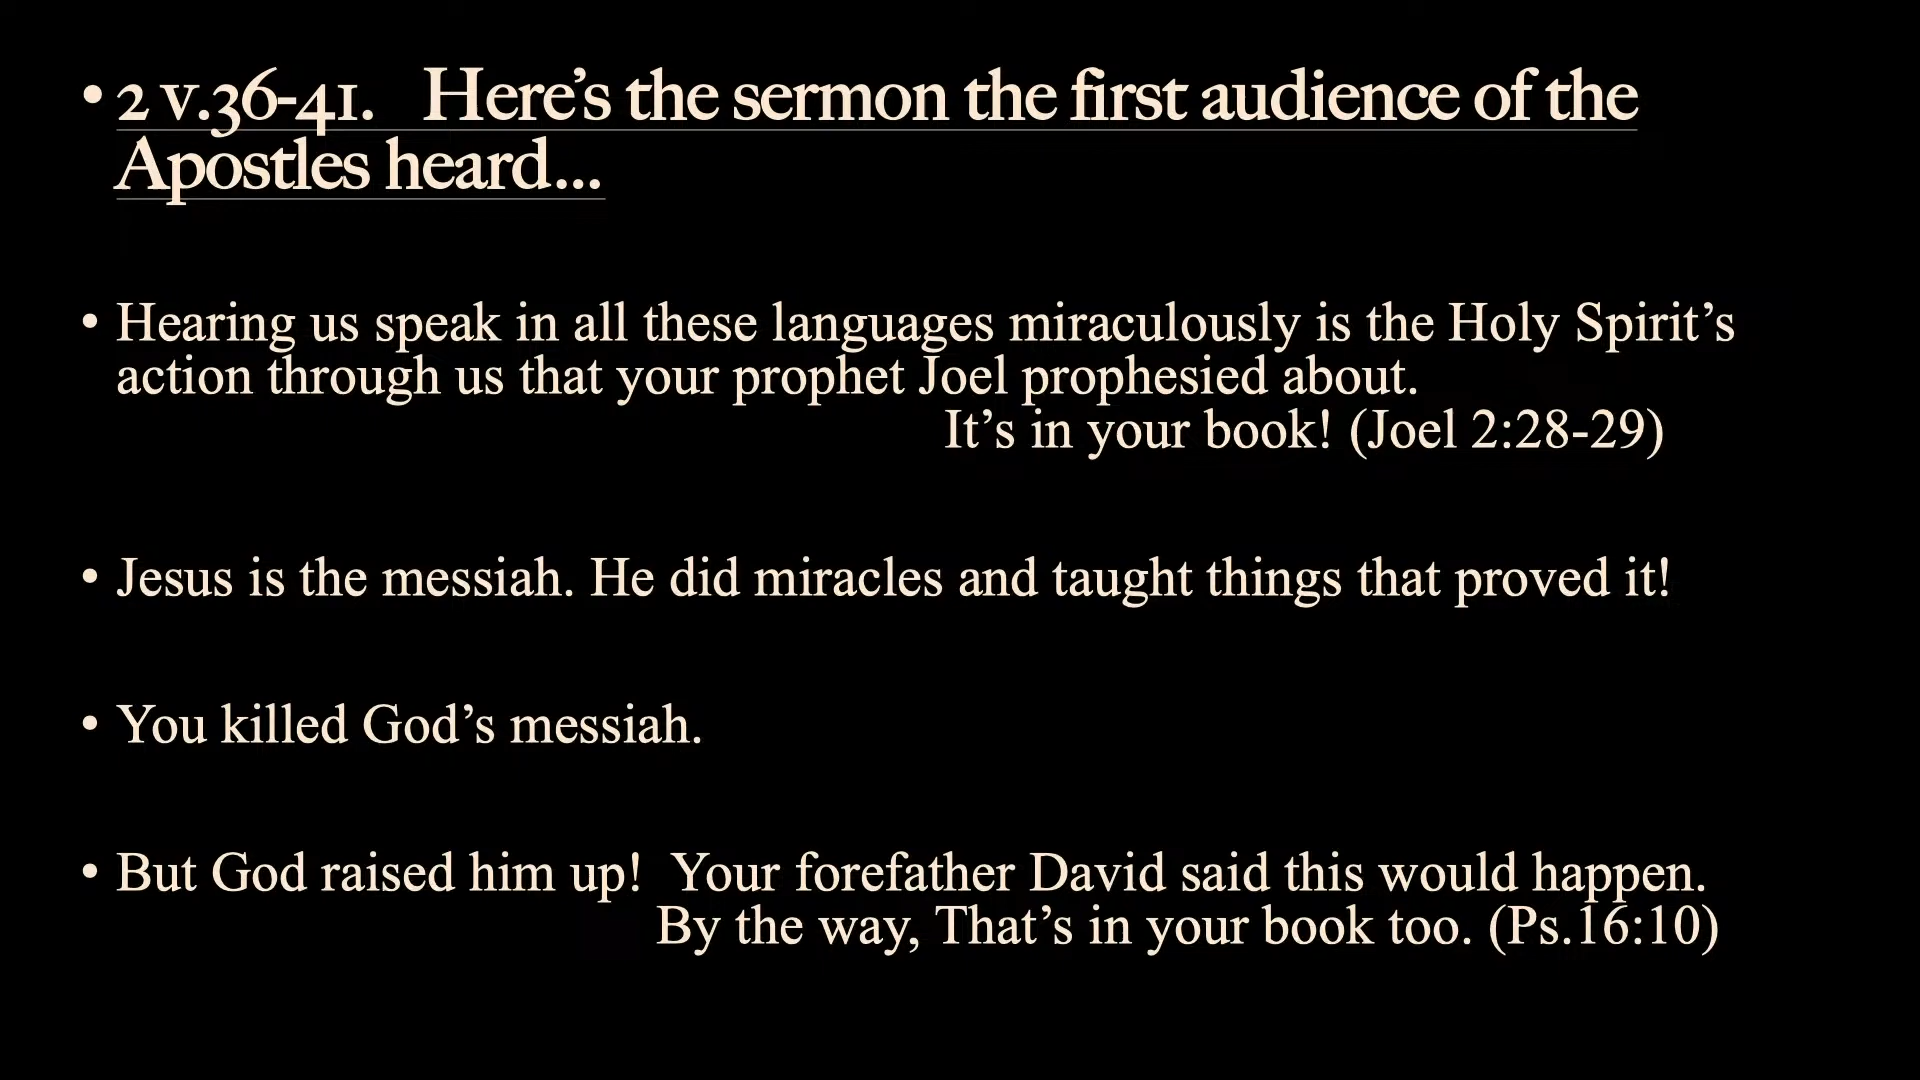 • 2 v.36-41.   Here’s the sermon the first audience of the
Apostles heard...
• Hearing us speak in all these languages miraculously is the Holy Spirit’s
action through us that your prophet Joel prophesied about.
It’s in your book! (Joel 2:28-29)
• Jesus is the messiah. He did miracles and taught things that proved it!
• You killed God’s messiah.
• But God raised him up!  Your forefather David said this would happen.
By the way, That’s in your book too. (Ps.16:10)